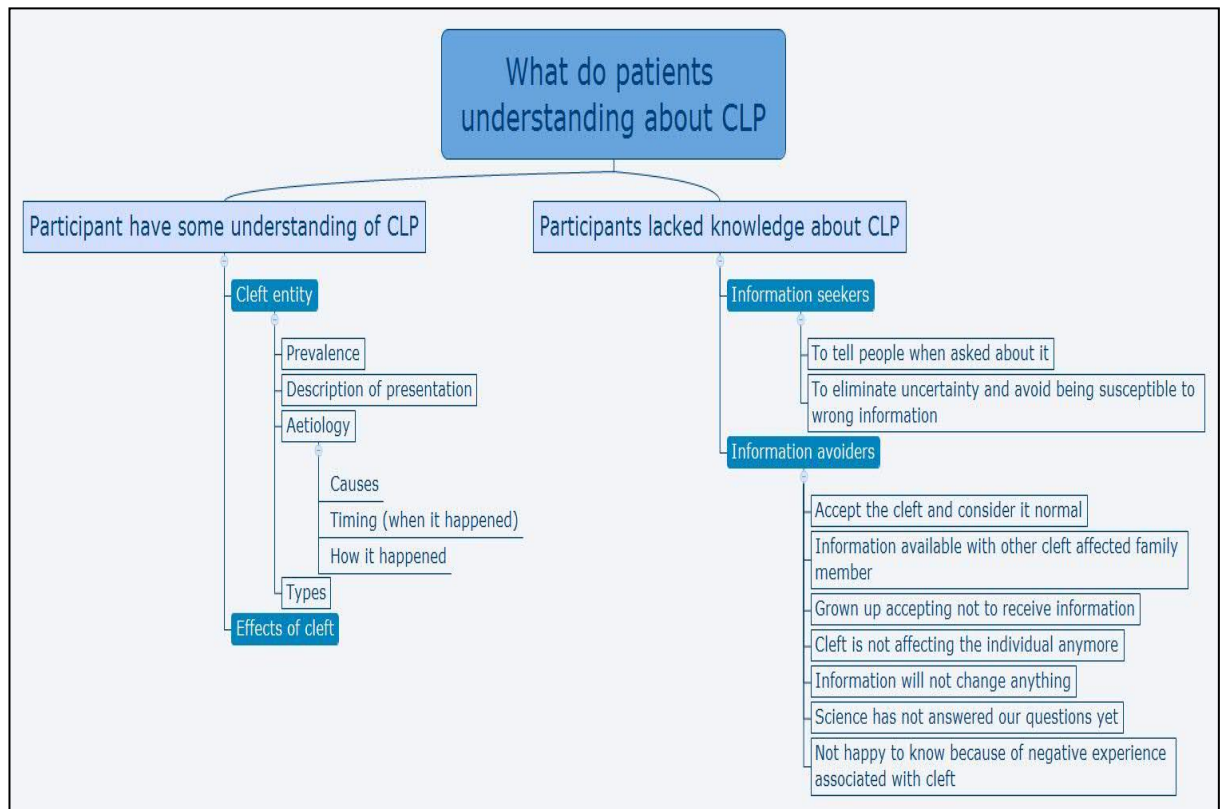 What do patients
understanding about CLP
Participant have some understanding of CLP
Cleft entity
Prevalence
Description of presentation
Aetiology
Causes
Timing (when it happened)
How it happened
Types
Effects of cleft
Participants lacked knowledge about CLP
Information seekers
To tell people when asked about it
To eliminate uncertainty and avoid being susceptible to
wrong information
Information avoiders
Accept the cleft and consider it normal
Information available with other cleft affected family
member
Grown up accepting not to receive information
Cleft is not affecting the individual anymore
Information will not change anything
Science has not answered our questions yet
Not happy to know because of negative experience
associated with cleft